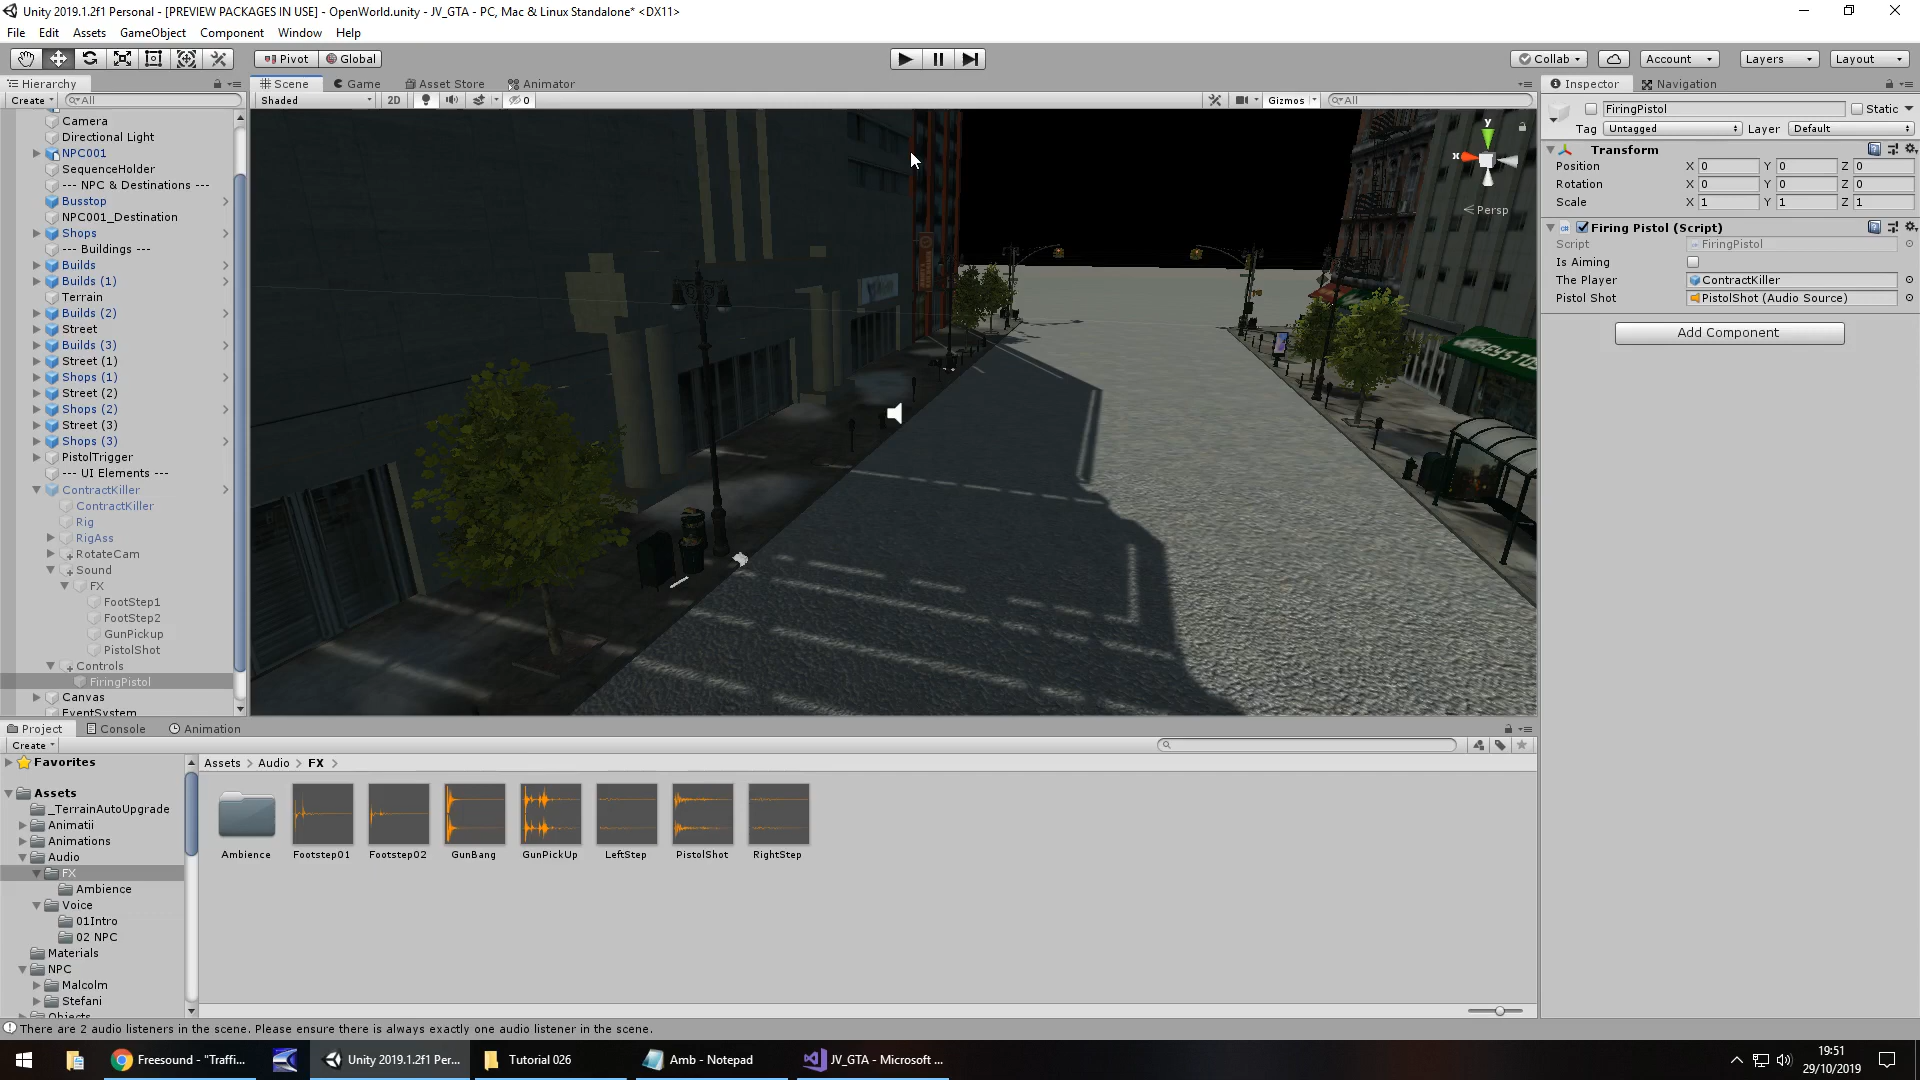 Unity 2019.1.2f1 Personal - [PREVIEW PACKAGES IN USE] - OpenWorld.unity - JV_GTA - PC, Mac & Linux Standalone* <DX11>
File Edit Assets GameObject Component Window Help
Pivot Global Collab Account Layers Layout
Hierarchy
Create All
Camera
Directional Light
NPC001
SequenceHolder
--- NPC & Destinations ---
Busstop
NPC001_Destination
Shops
--- Buildings ---
Builds
Builds (1)
Terrain
Builds (2)
Street
Builds (3)
Street (1)
Shops (1)
Street (2)
Shops (2)
Street (3)
Shops (3)
PistolTrigger
--- UI Elements ---
ContractKiller
ContractKiller
Rig
RigAss
RotateCam
Sound
FX
FootStep1
FootStep2
GunPickup
PistolShot
Controls
FiringPistol
Canvas
EventSystem
Scene Game Asset Store Animator
Shaded 2D 0 Gizmos All
y
x
Persp
Inspector Navigation
FiringPistol Static
Tag Untagged Layer Default
Transform
Position X 0 Y 0 Z 0
Rotation X 0 Y 0 Z 0
Scale X 1 Y 1 Z 1
Firing Pistol (Script)
Script FiringPistol
Is Aiming
The Player ContractKiller
Pistol Shot PistolShot (Audio Source)
Add Component
Project Console Animation
Create
Favorites
Assets
_TerrainAutoUpgrade
Animatii
Animations
Audio
FX
Ambience
Voice
01Intro
02 NPC
Materials
NPC
Malcolm
Stefani
Objects
Assets > Audio > FX >
Ambience Footstep01 Footstep02 GunBang GunPickUp LeftStep PistolShot RightStep
There are 2 audio listeners in the scene. Please ensure there is always exactly one audio listener in the scene.
Freesound - "Traffi... Unity 2019.1.2f1 Per... Tutorial 026 Amb - Notepad JV_GTA - Microsoft ...
19:51
29/10/2019